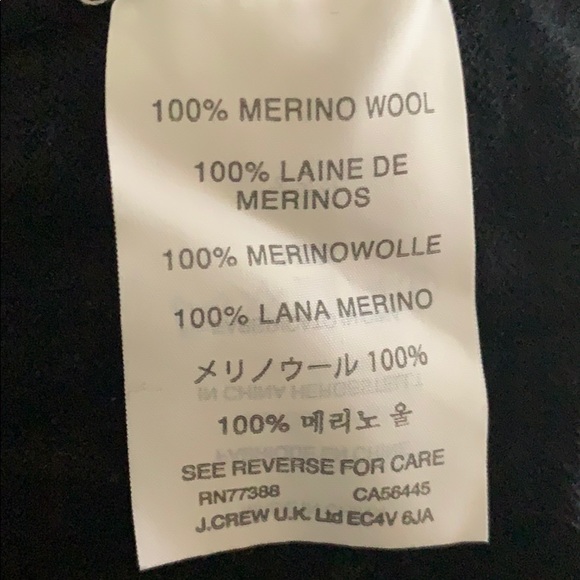 100% MERINO WOOL
100% LAINE DE
MERINOS
100% MERINOWOLLE
100% LANA MERINO
メリノウール 100%
100% 메리노 울
SEE REVERSE FOR CARE
RN77388 CA56445
J.CREW U.K. Ltd EC4V 6JA